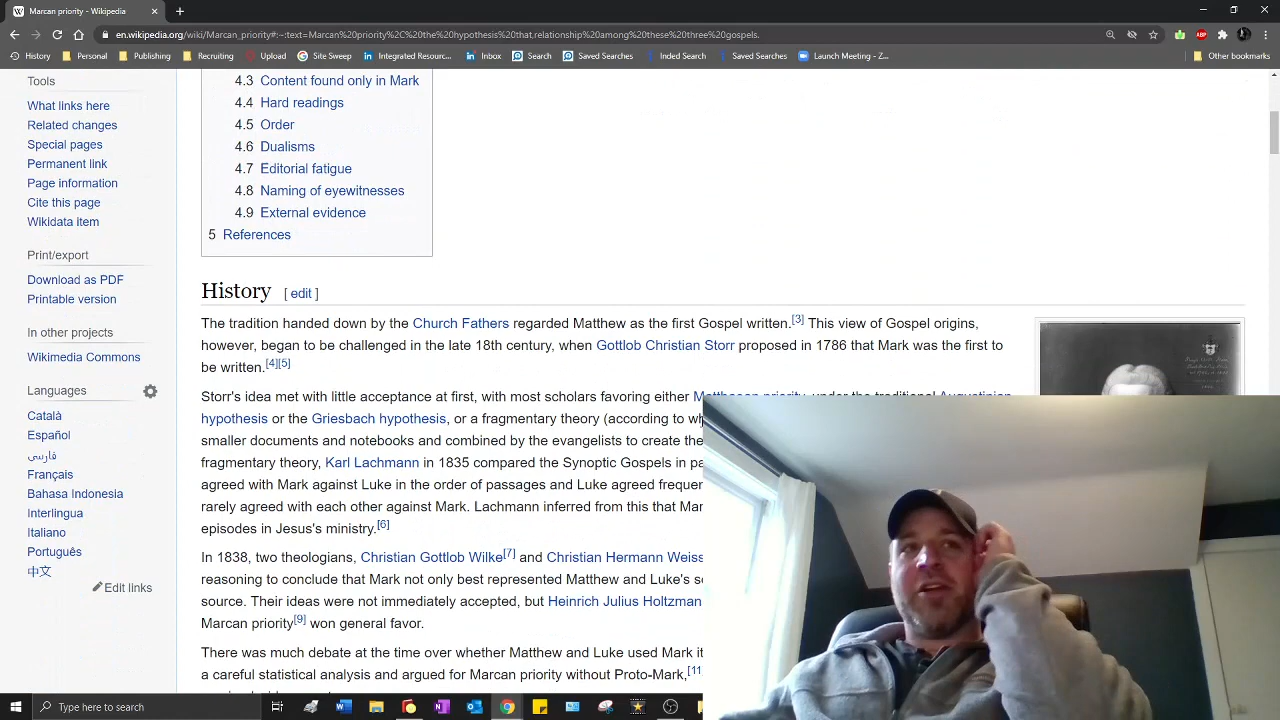 Marcan priority - Wikipedia
en.wikipedia.org/wiki/Marcan_priority#:~:text=Marcan%20priority%2C%20the%20hypothesis%20that,relationship%20among%20these%20three%20gospels.
History Personal Publishing Recruiting Upload Site Sweep Integrated Resource... Inbox Search Saved Searches Indeed Search Saved Searches Launch Meeting - Z... Other bookmarks
Tools
What links here
Related changes
Special pages
Permanent link
Page information
Cite this page
Wikidata item
Print/export
Download as PDF
Printable version
In other projects
Wikimedia Commons
Languages
Català
Español
فارسی
Français
Bahasa Indonesia
Interlingua
Italiano
Português
中文
Edit links
4.3 Content found only in Mark
4.4 Hard readings
4.5 Order
4.6 Dualisms
4.7 Editorial fatigue
4.8 Naming of eyewitnesses
4.9 External evidence
5 References
History [ edit ]
The tradition handed down by the Church Fathers regarded Matthew as the first Gospel written.[3] This view of Gospel origins,
however, began to be challenged in the late 18th century, when Gottlob Christian Storr proposed in 1786 that Mark was the first to
be written.[4][5]
Storr's idea met with little acceptance at first, with most scholars favoring either Matthaean priority, under the traditional Augustinian
hypothesis or the Griesbach hypothesis, or a fragmentary theory (according to
smaller documents and notebooks and combined by the evangelists to create the
fragmentary theory, Karl Lachmann in 1835 compared the Synoptic Gospels in
agreed with Mark against Luke in the order of passages and Luke agreed
rarely agreed with each other against Mark. Lachmann inferred from this that
episodes in Jesus's ministry.[6]
In 1838, two theologians, Christian Gottlob Wilke[7] and Christian Hermann
reasoning to conclude that Mark not only best represented Matthew and Luke's
source. Their ideas were not immediately accepted, but Heinrich Julius
Marcan priority[9] won general favor.
There was much debate at the time over whether Matthew and Luke used Mark
a careful statistical analysis and argued for Marcan priority without Proto-Mark,
Type here to search